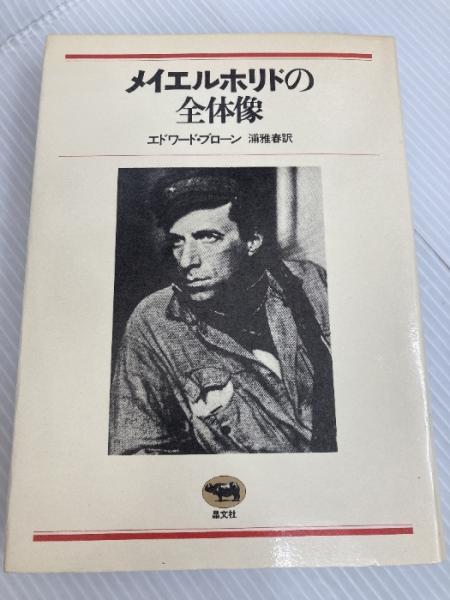 メイエルホリドの
全体像
エドワード・ブローン 浦雅春訳
晶文社